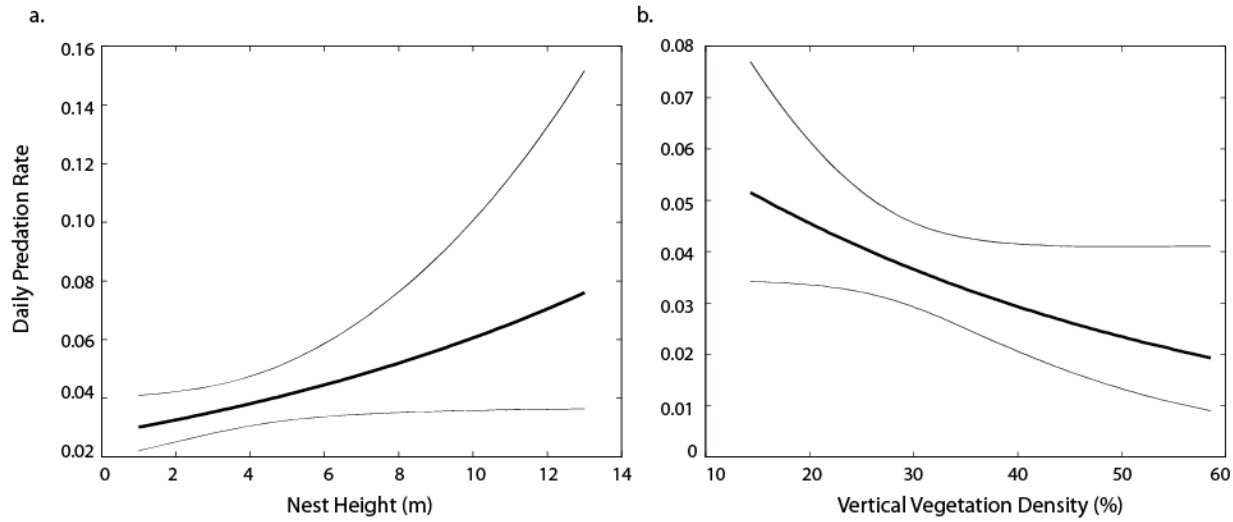 a.
0.16
0.14
0.12
0.10
0.08
0.06
0.04
0.02
0 2 4 6 8 10 12 14
Daily Predation Rate
Nest Height (m)
b.
0.08
0.07
0.06
0.05
0.04
0.03
0.02
0.01
0
10 20 30 40 50 60
Vertical Vegetation Density (%)